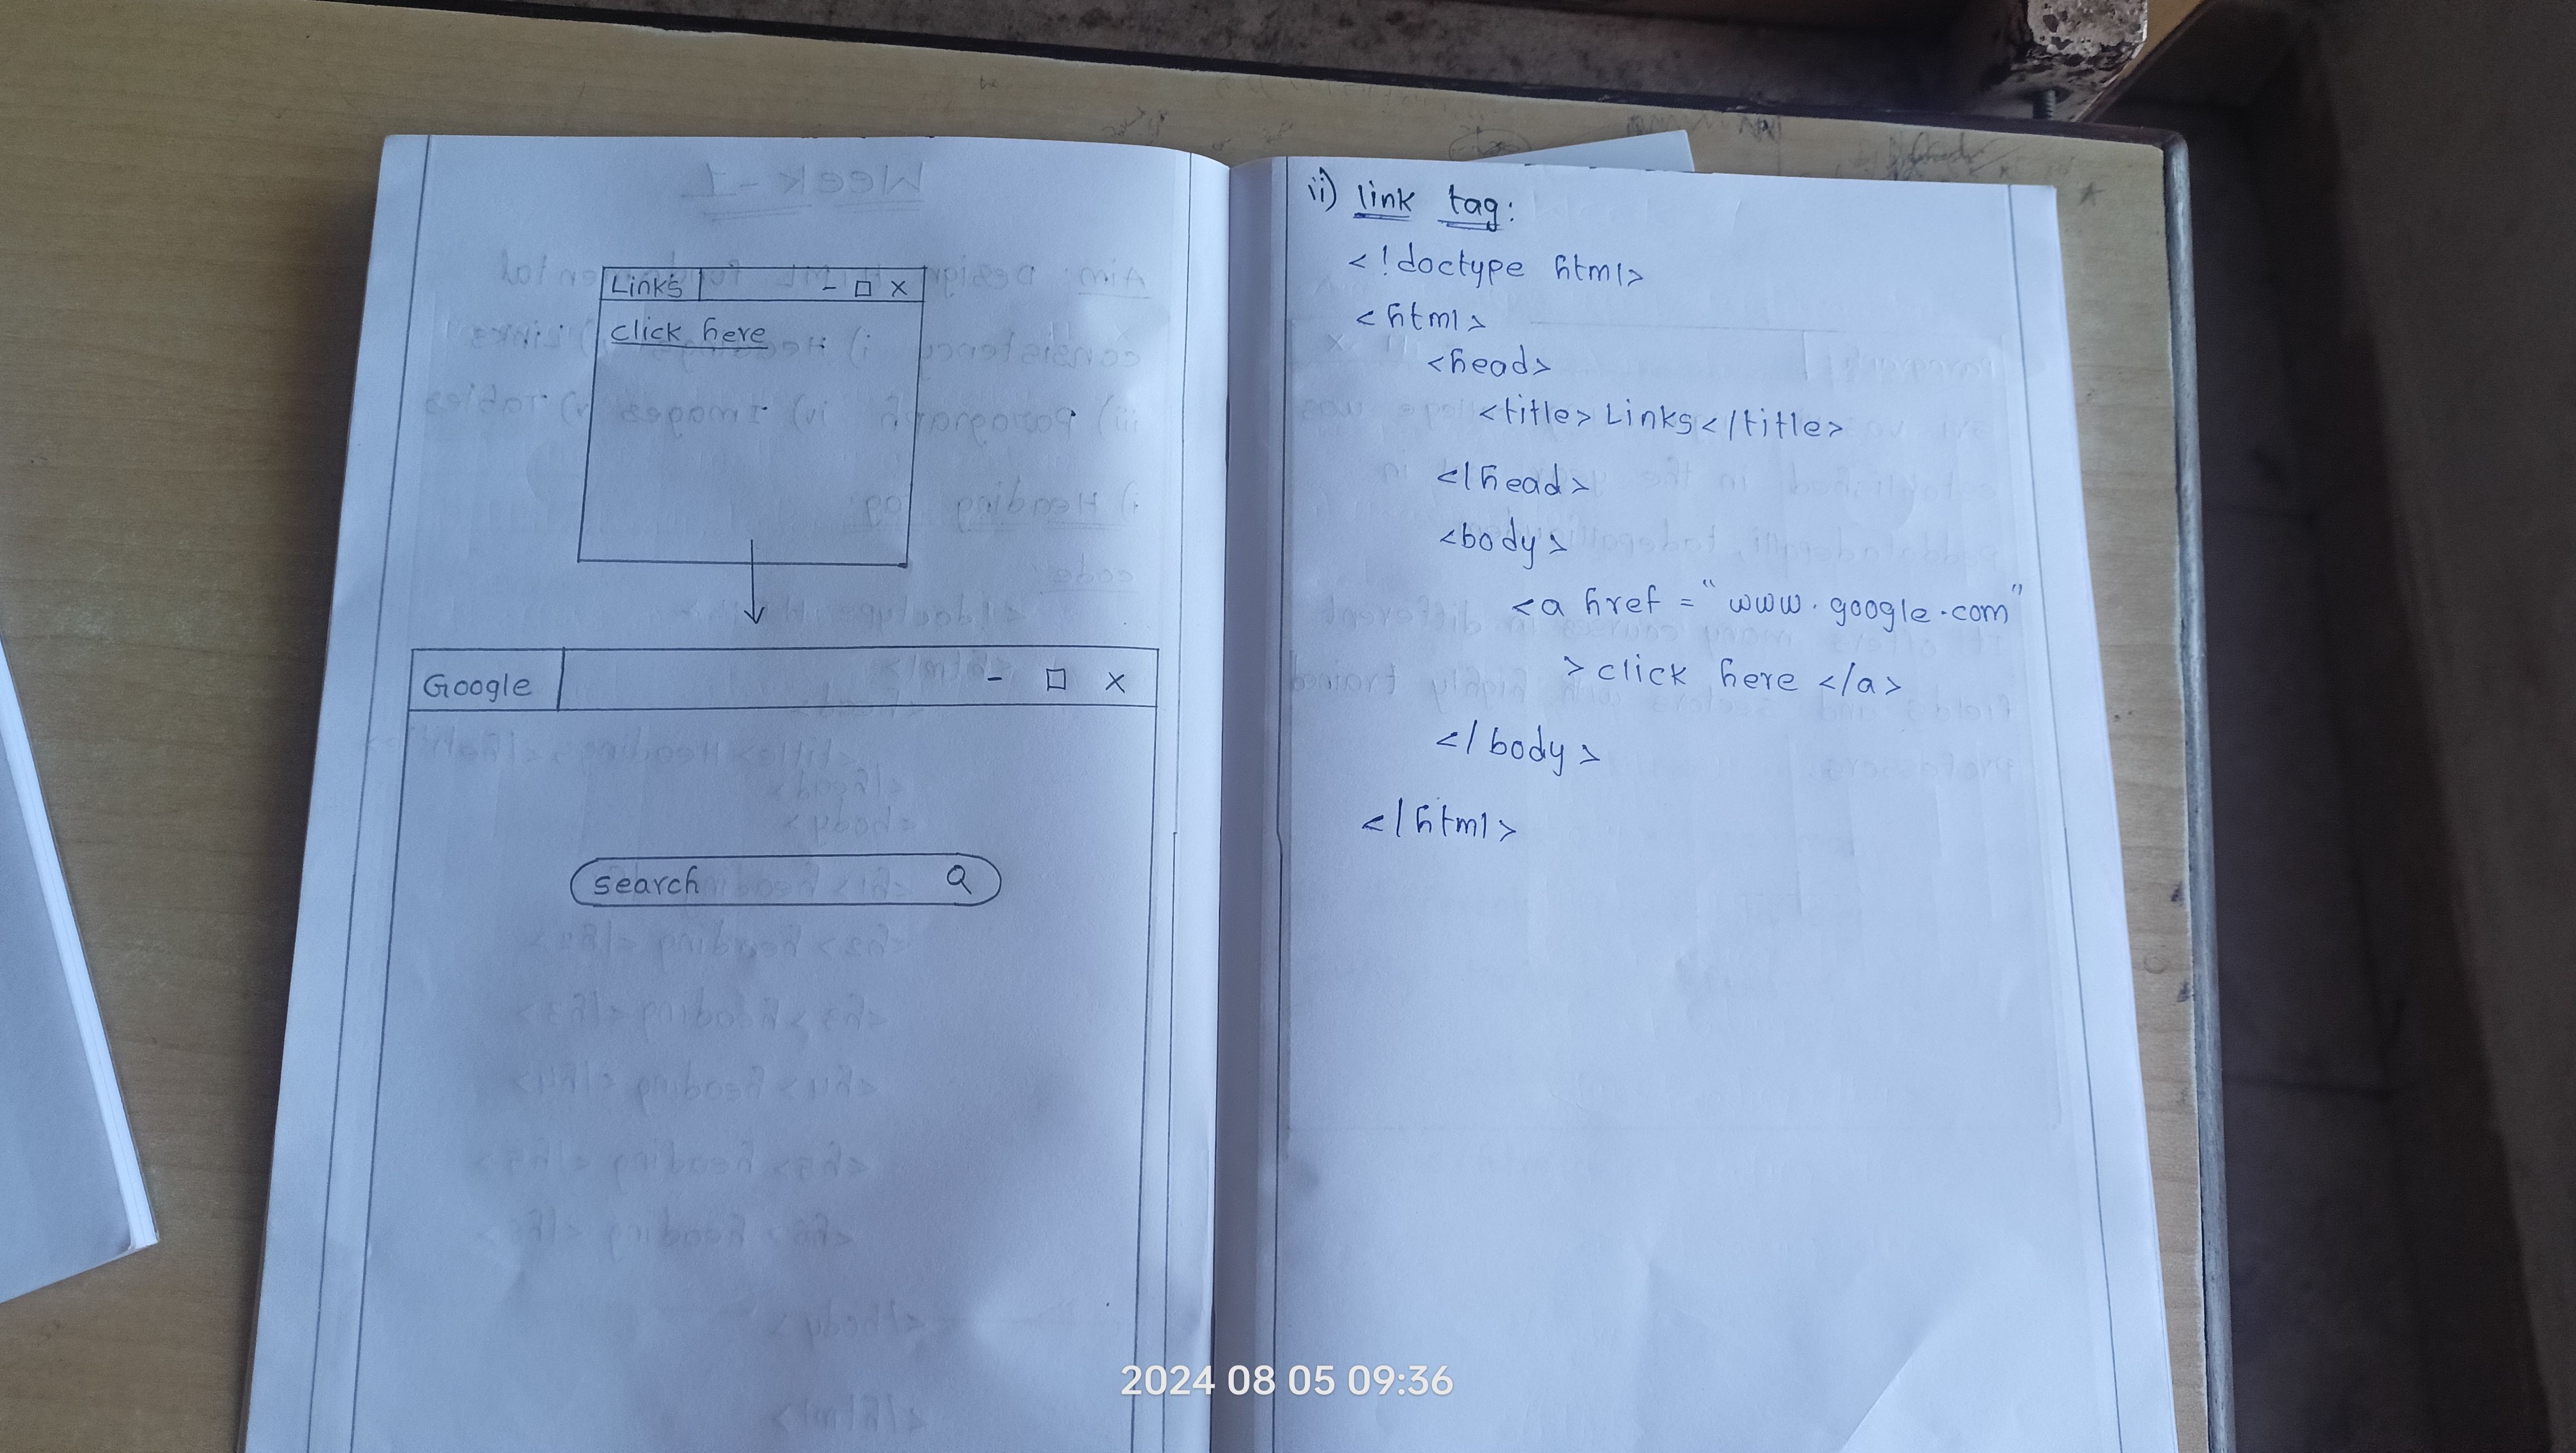 Links - □ X
click here
Google - □ X
search
ii) link tag:
<!doctype html>
<html>
<head>
<title>Links</title>
</head>
<body>
<a href = "www.google.com"
>click here </a>
</body>
</html>
2024 08 05 09:36